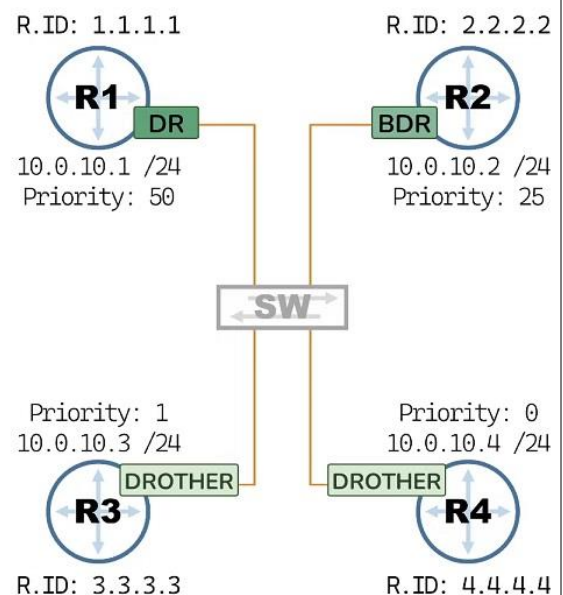 R.ID: 1.1.1.1
R1
DR
10.0.10.1 /24
Priority: 50
R.ID: 2.2.2.2
R2
BDR
10.0.10.2 /24
Priority: 25
SW
Priority: 1
10.0.10.3 /24
DROTHER
R3
R.ID: 3.3.3.3
Priority: 0
10.0.10.4 /24
DROTHER
R4
R.ID: 4.4.4.4